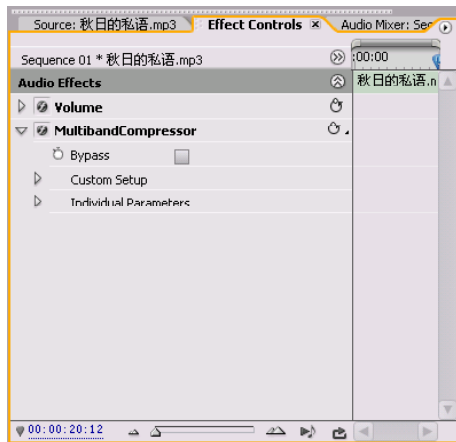 Source: 秋日的私语.mp3 Effect Controls Audio Mixer: Sec
Sequence 01 * 秋日的私语.mp3 :00:00
Audio Effects 秋日的私语.n
Volume
MultibandCompressor
Bypass
Custom Setup
Individual Parameters
00:00:20:12